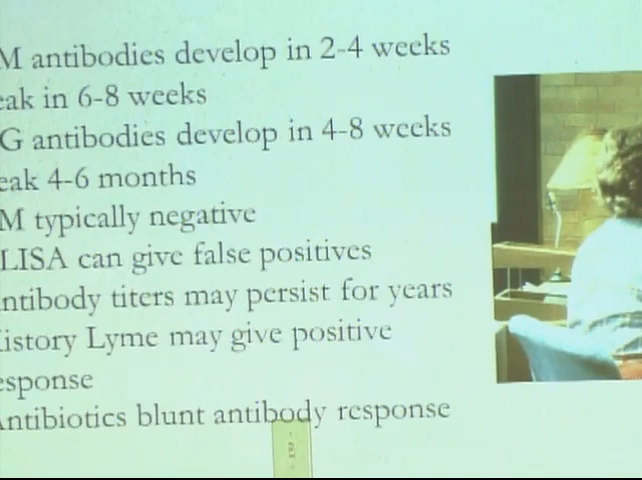 M antibodies develop in 2-4 weeks
eak in 6-8 weeks
G antibodies develop in 4-8 weeks
eak 4-6 months
M typically negative
LISA can give false positives
ntibody titers may persist for years
istory Lyme may give positive
esponse
ntibiotics blunt antibody response